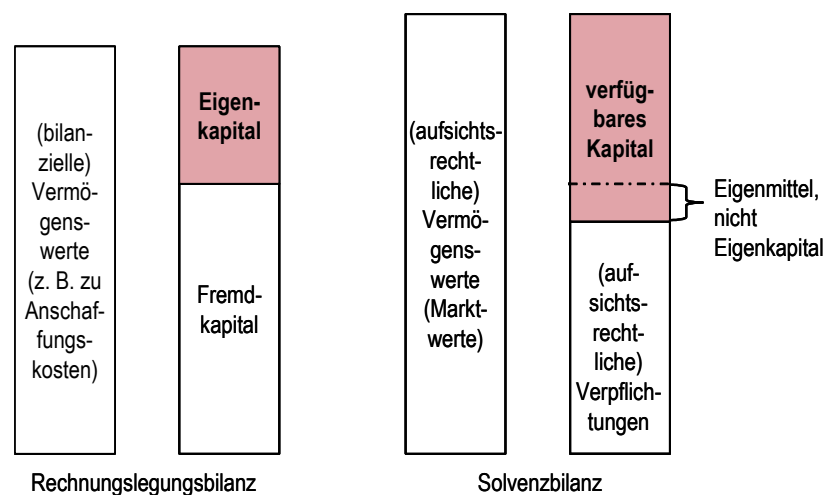 (bilan-
zielle)
Vermö-
gens-
werte
(z. B. zu
Anschaf-
fungs-
kosten)
Eigen-
kapital
Fremd-
kapital
Rechnungslegungsbilanz
(aufsichts-
recht-
liche)
Vermö-
gens-
werte
(Markt-
werte)
verfüg-
bares
Kapital
Eigenmittel,
nicht
Eigenkapital
(auf-
sichts-
recht-
liche)
Verpflich-
tungen
Solvenzbilanz